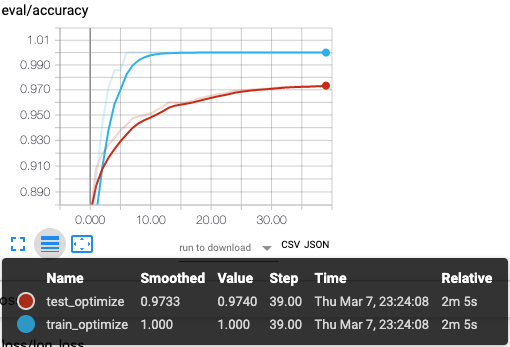 eval/accuracy
1.01
0.990
0.970
0.950
0.930
0.910
0.890
0.000 10.00 20.00 30.00
run to download CSV JSON
Name Smoothed Value Step Time Relative
test_optimize 0.9733 0.9740 39.00 Thu Mar 7, 23:24:08 2m 5s
train_optimize 1.000 1.000 39.00 Thu Mar 7, 23:24:08 2m 5s
loss/log_loss